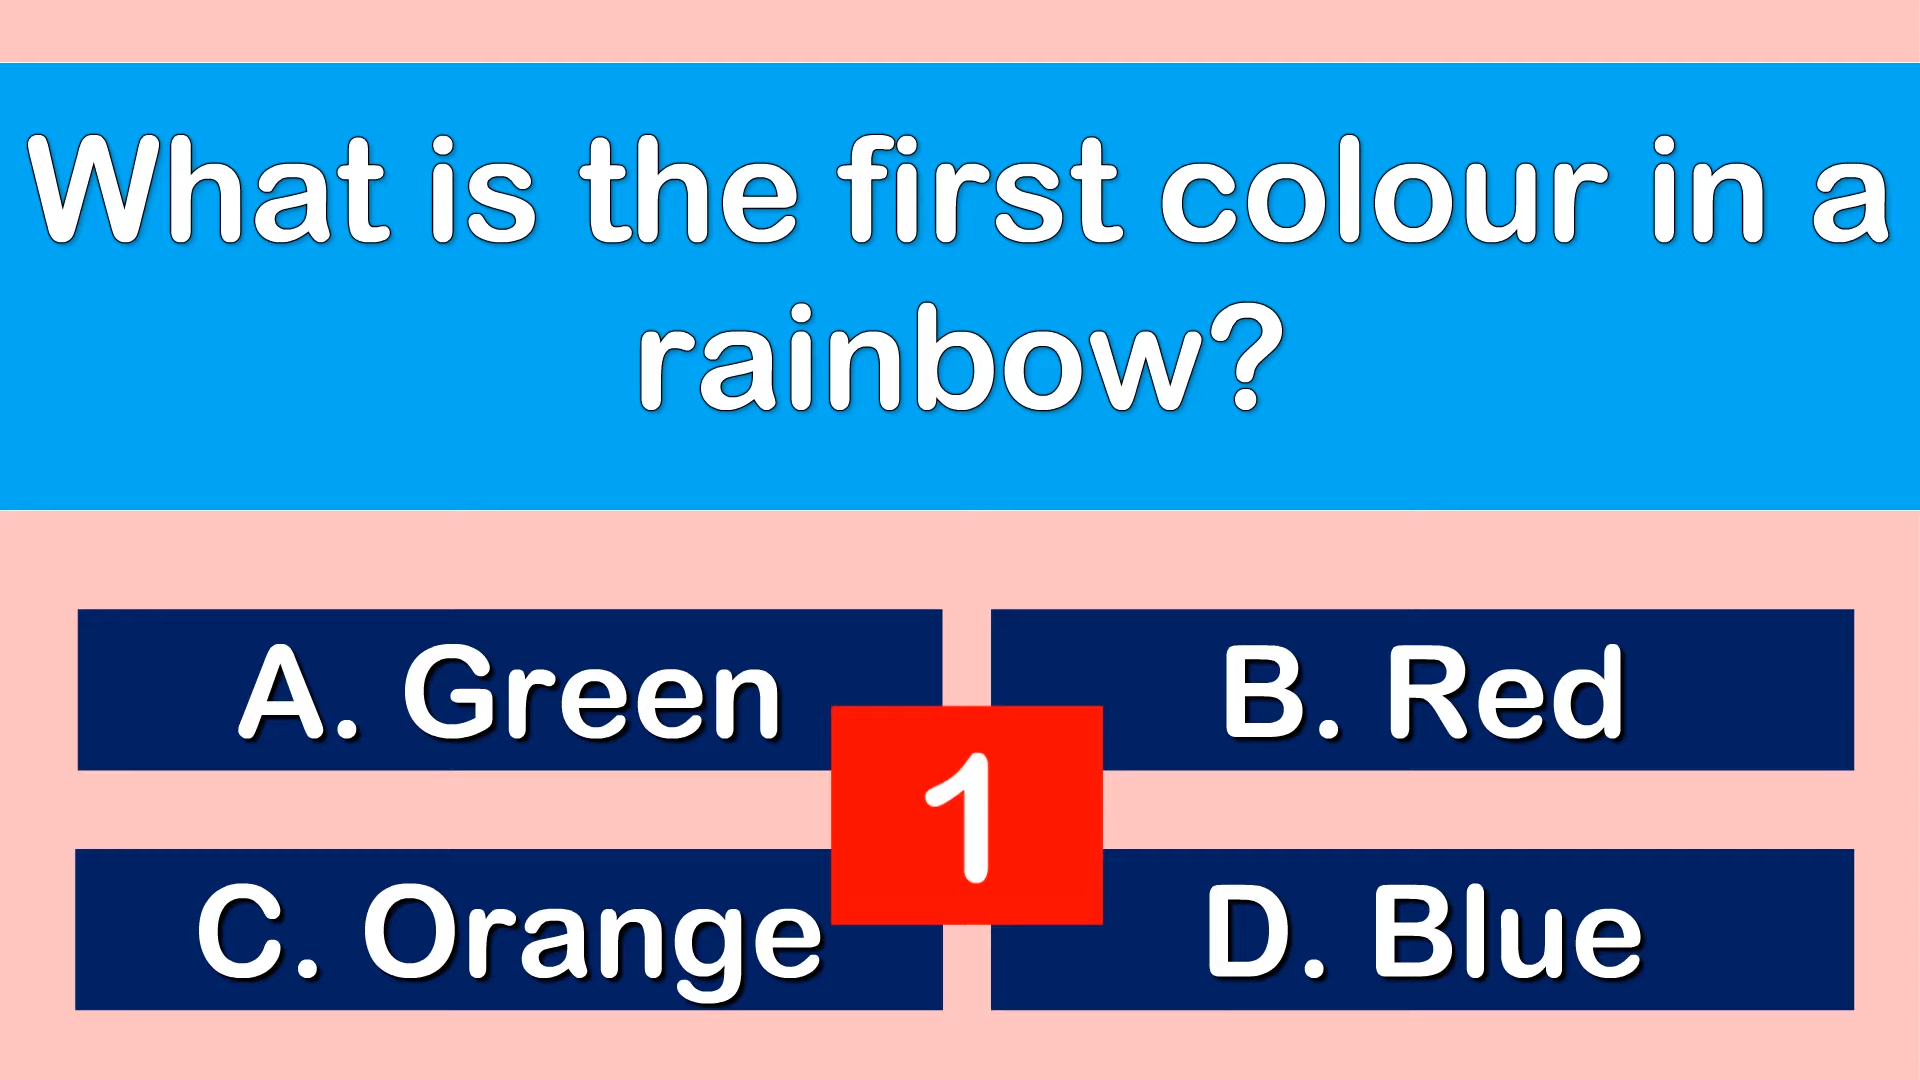 What is the first colour in a
rainbow?
A. Green
B. Red
1
C. Orange
D. Blue